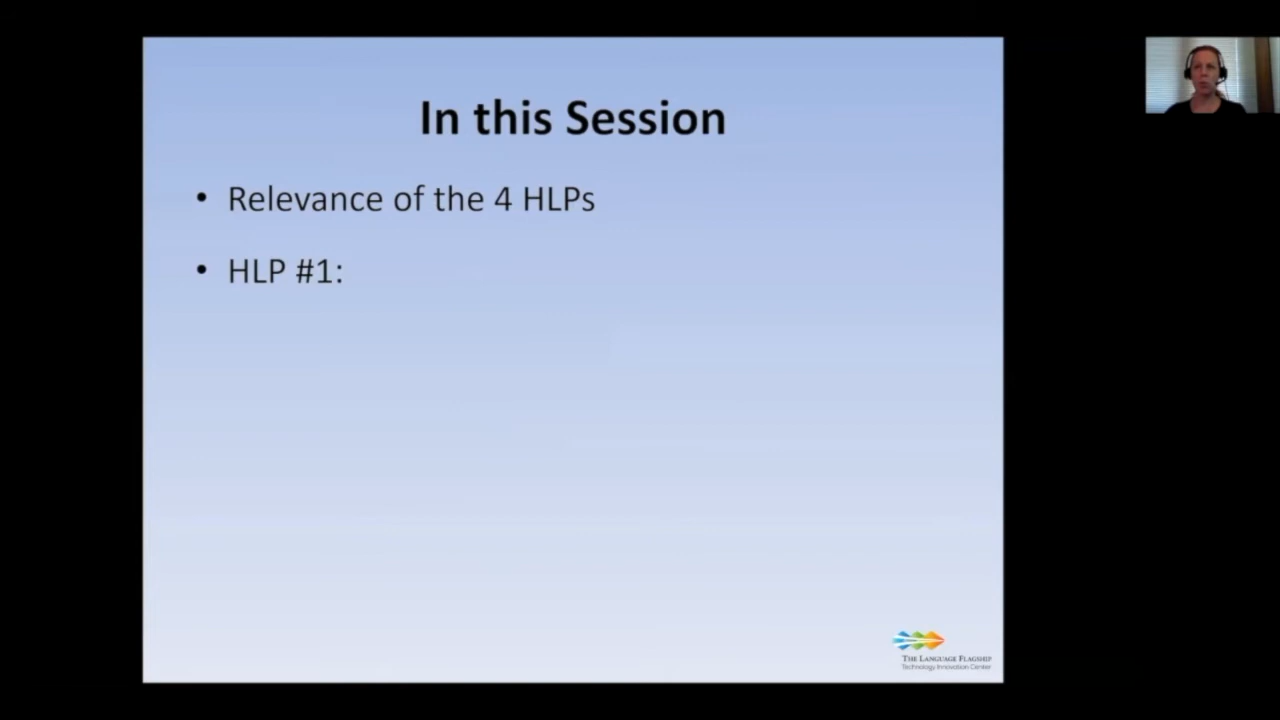 In this Session
• Relevance of the 4 HLPs
• HLP #1:
THE LANGUAGE FLAGSHIP
Technology Innovation Center